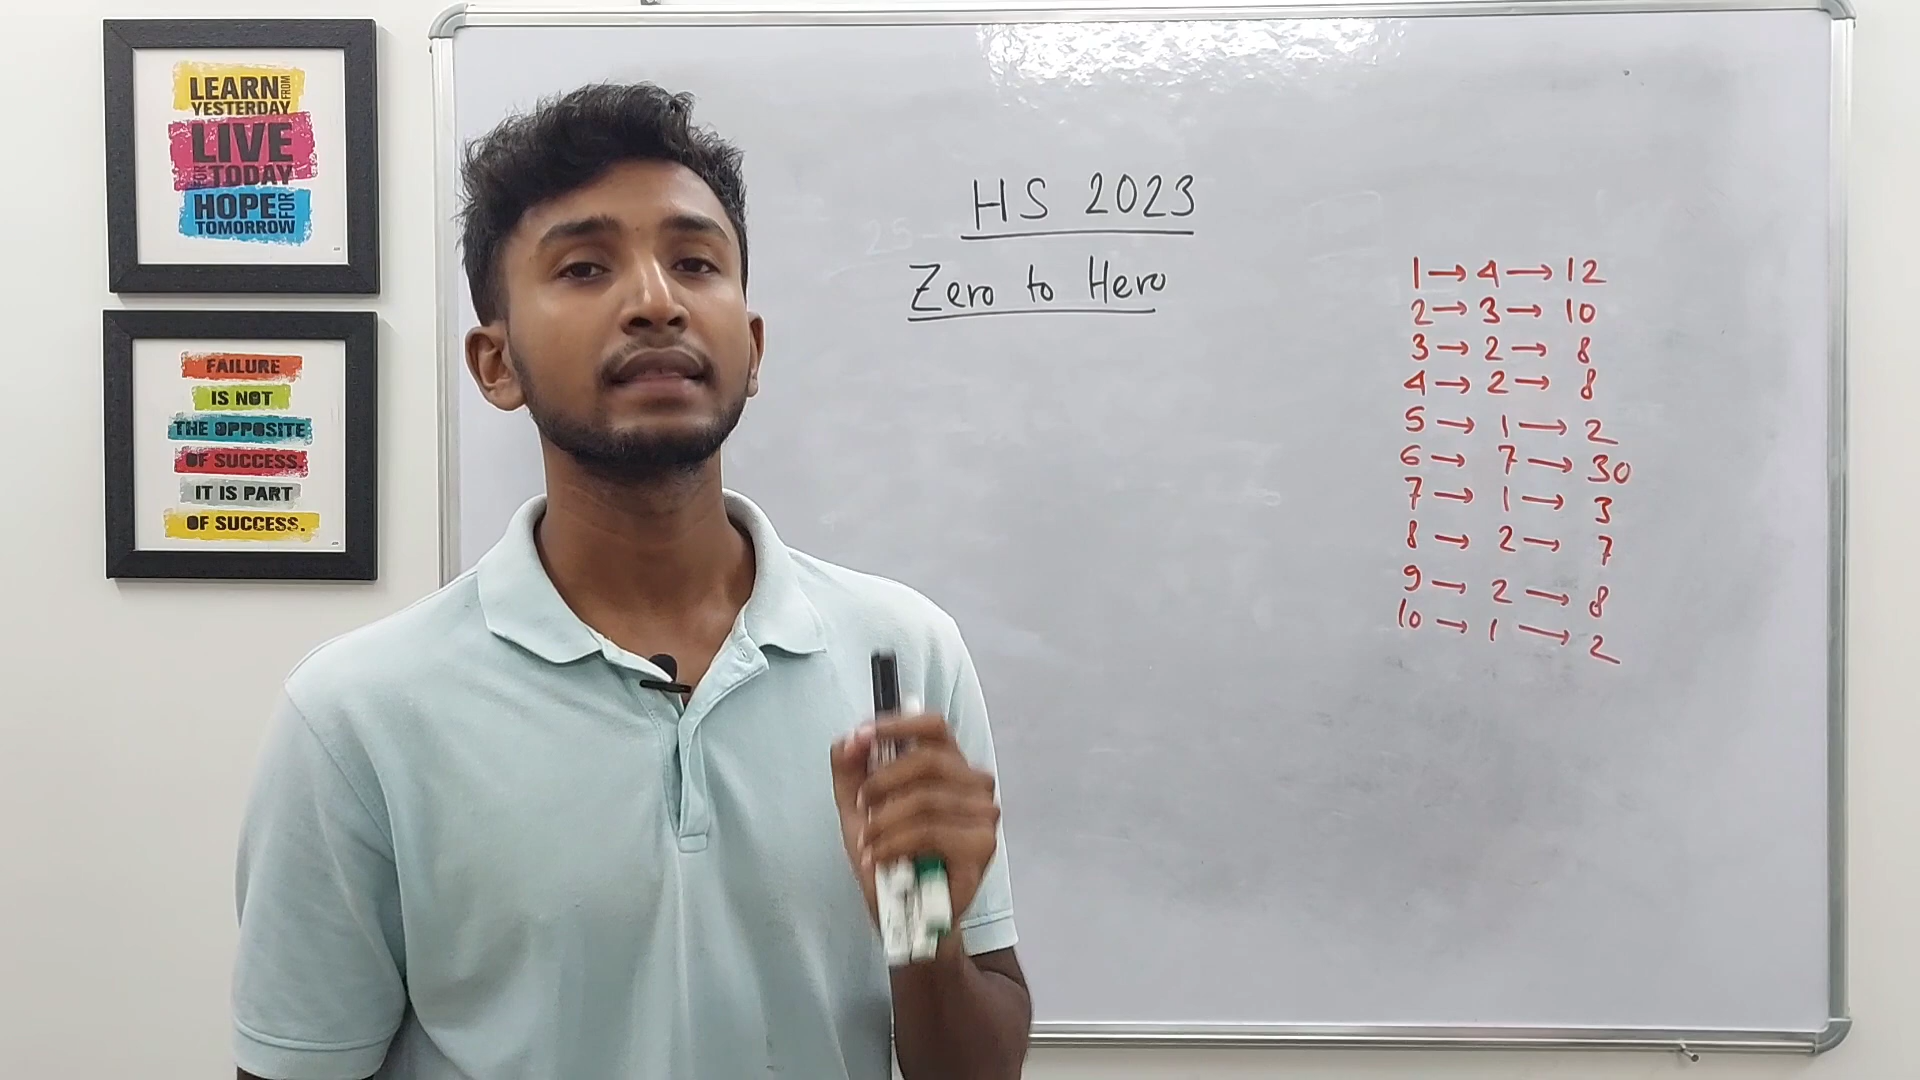 LEARN FROM
YESTERDAY
LIVE
FOR TODAY
HOPE FOR
TOMORROW
FAILURE
IS NOT
THE OPPOSITE
OF SUCCESS.
IT IS PART
OF SUCCESS.
HS 2023
Zero to Hero
1 → 4 → 12
2 → 3 → 10
3 → 2 → 8
4 → 2 → 8
5 → 1 → 2
6 → 7 → 30
7 → 1 → 3
8 → 2 → 7
9 → 2 → 8
10 → 1 → 2